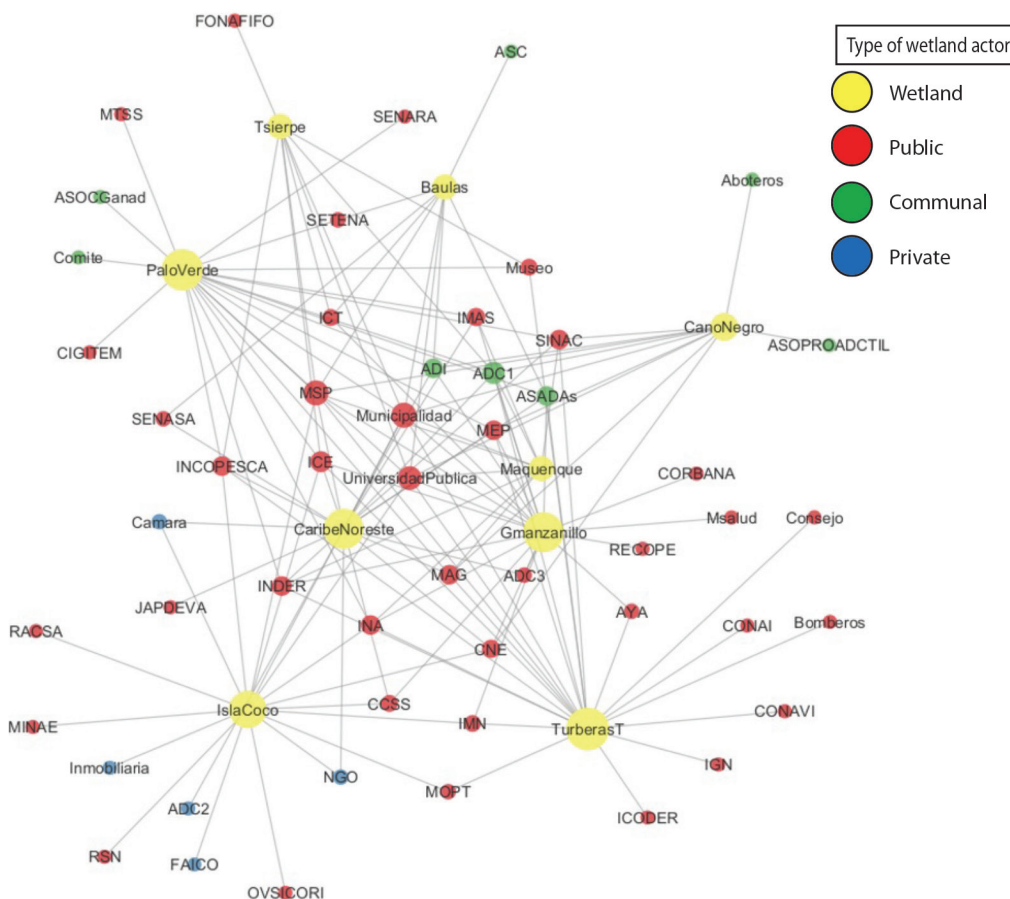 FONAFIFO
ASC
Type of wetland actor
Wetland
MTSS
SENARA
Tsierpe
Public
Baulas
Aboteros
ASOCGanad
Communal
SETENA
Comite
PaloVerde
Museo
Private
ICT
IMAS
CanoNegro
SINAC
ASOPROADCTIL
CIGITEM
ADI
ADC1
MSP
ASADAs
SENASA
Municipalidad
MEP
INCOPESCA
ICE
UniversidadPublica
Maquenque
CORBANA
Camara
CaribeNoreste
Gmanzanillo
Msalud
Consejo
RECOPE
INDER
MAG
ADC3
JAPDEVA
RACSA
INA
AYA
CONAI
Bomberos
CNE
IslaCoco
CCSS
MINAE
IMN
TurberasT
CONAVI
Inmobiliaria
NGO
IGN
ADC2
MOPT
ICODER
RSN
FAICO
OVSICORI